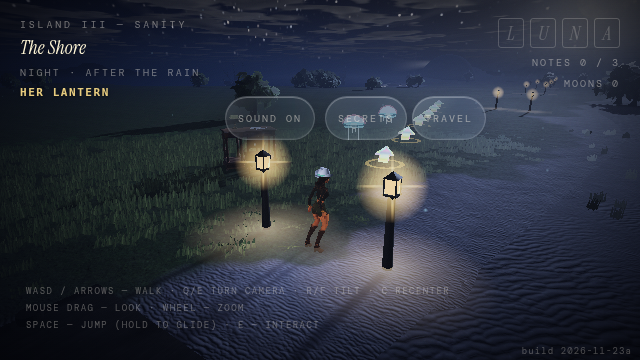 ISLAND III — SANITY
The Shore
NIGHT · AFTER THE RAIN
HER LANTERN
L U N A
NOTES 0 / 3
MOONS 0
SOUND ON
SECRETS
TRAVEL
WASD / ARROWS — WALK · Q/E TURN CAMERA · R/F TILT · C RECENTER
MOUSE DRAG — LOOK · WHEEL — ZOOM
SPACE — JUMP (HOLD TO GLIDE) · E — INTERACT
build 2026-11-23a